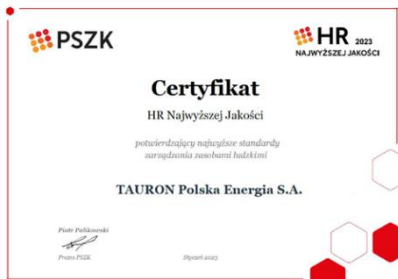 PSZK
HR 2023
NAJWYŻSZEJ JAKOŚCI
Certyfikat
HR Najwyższej Jakości
potwierdzający najwyższe standardy
zarządzania zasobami ludzkimi
TAURON Polska Energia S.A.
Piotr Palikowski
Prezes PSZK
Styczeń 2023